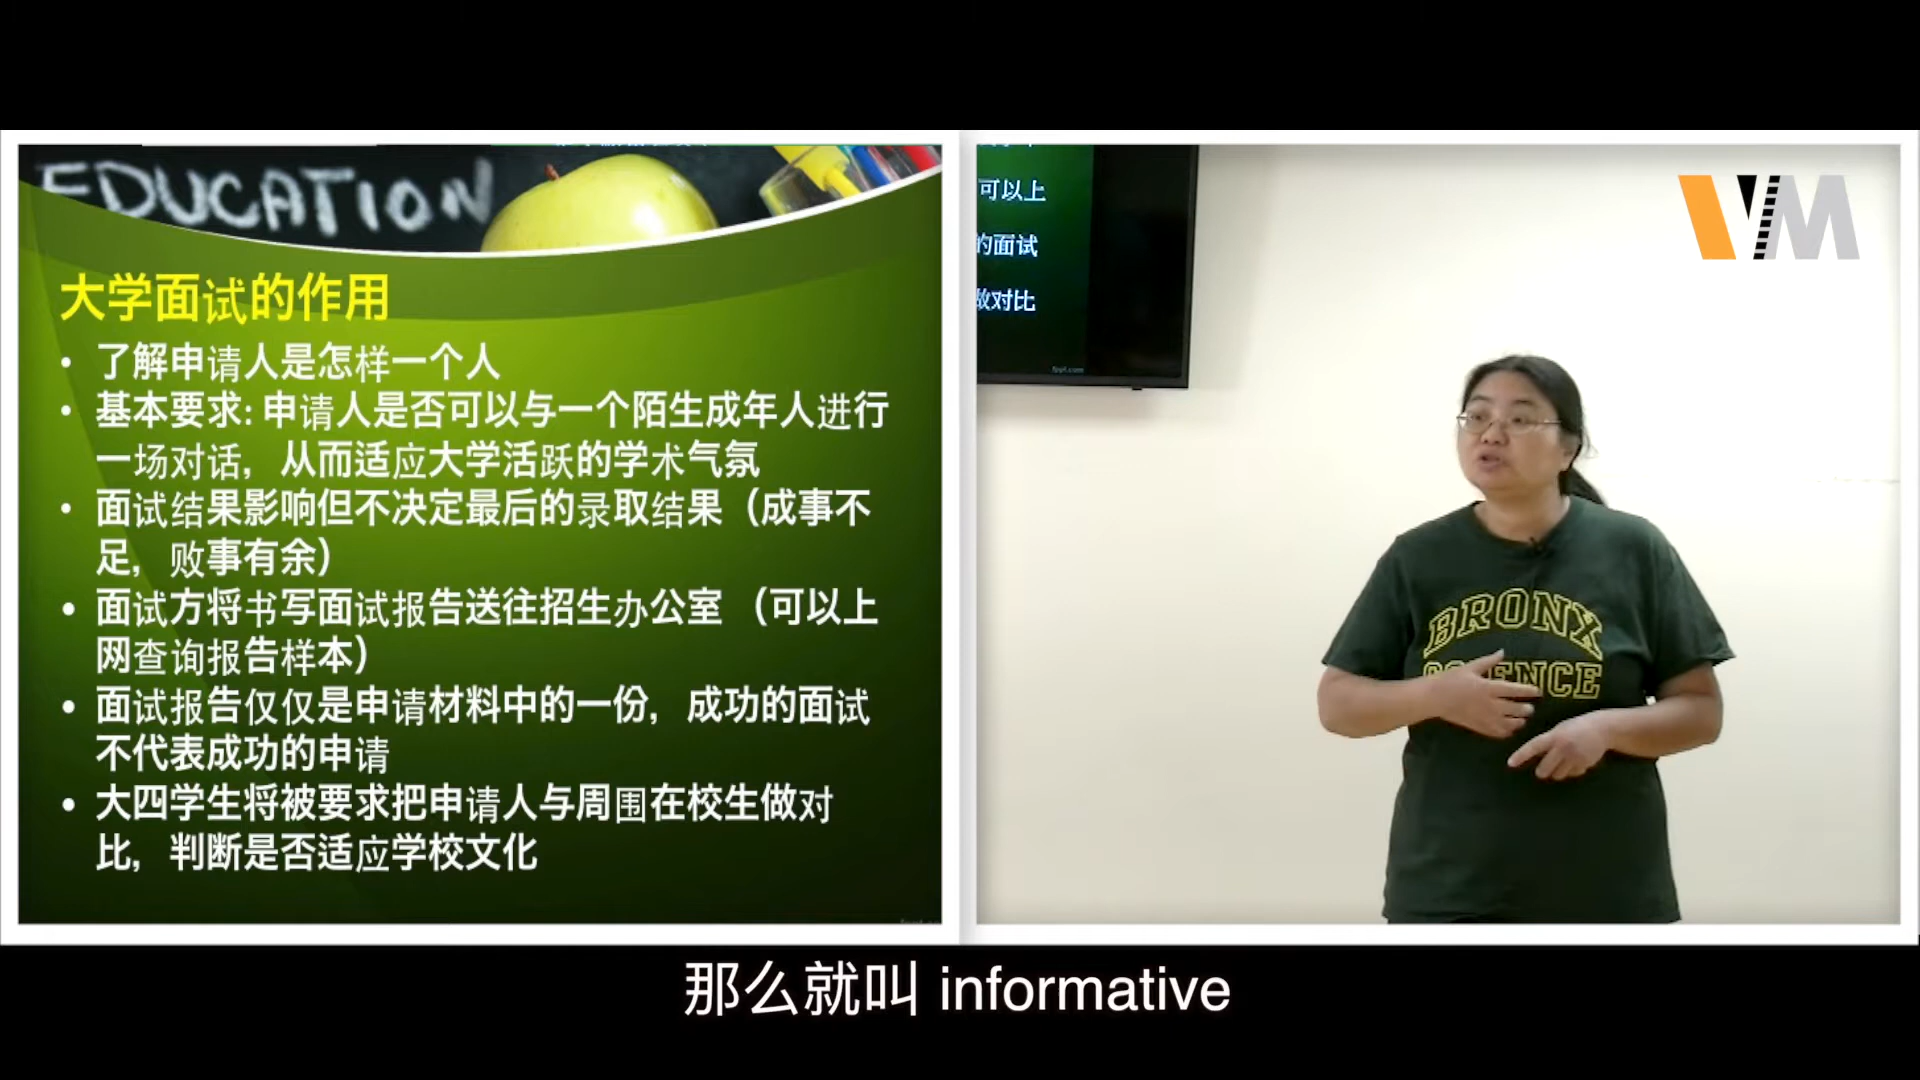 EDUCATION
大学面试的作用
• 了解申请人是怎样一个人
• 基本要求: 申请人是否可以与一个陌生成年人进行
一场对话，从而适应大学活跃的学术气氛
• 面试结果影响但不决定最后的录取结果（成事不
足，败事有余）
• 面试方将书写面试报告送往招生办公室 （可以上
网查询报告样本）
• 面试报告仅仅是申请材料中的一份，成功的面试
不代表成功的申请
• 大四学生将被要求把申请人与周围在校生做对
比，判断是否适应学校文化
可以上
的面试
做对比
fppt.com
VM
BRONX
SCIENCE
那么就叫 informative